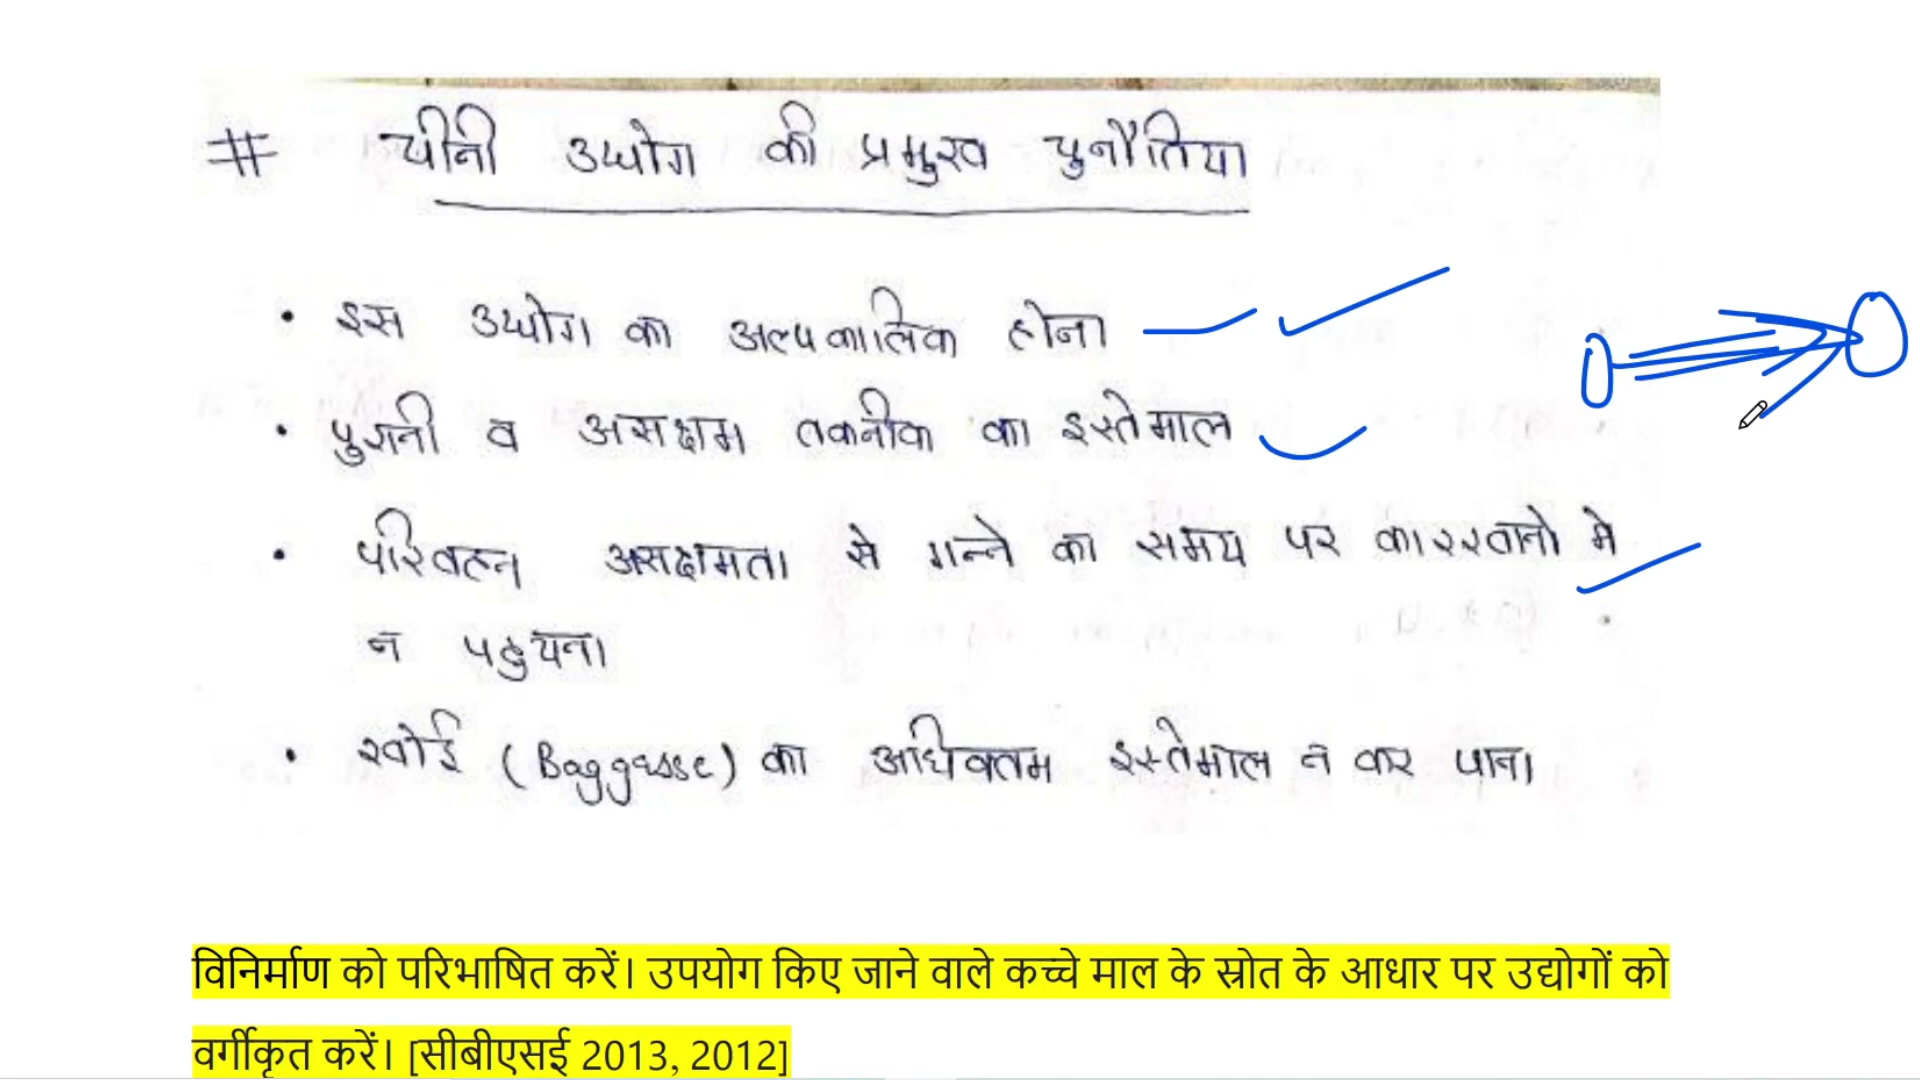 # चीनी उद्योग की प्रमुख चुनौतिया
• इस उद्योग का अल्पकालिक होना
• पुरानी व असक्षम तकनीक का इस्तेमाल
• परिवहन असक्षमता से गन्ने का समय पर कारखानो मे
न पहुचना
• खोई (Baggasse) का अधिकतम इस्तेमाल न कर पाना
विनिर्माण को परिभाषित करें। उपयोग किए जाने वाले कच्चे माल के स्रोत के आधार पर उद्योगों को
वर्गीकृत करें। [सीबीएसई 2013, 2012]